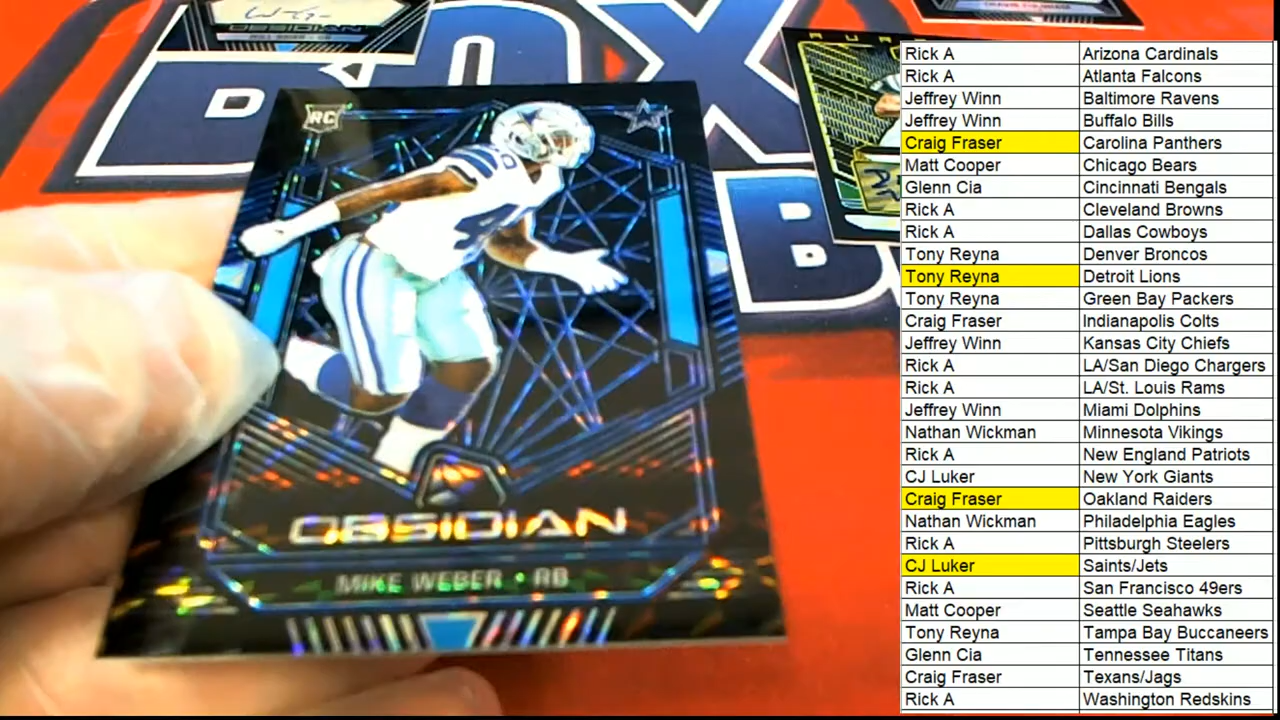 OBSIDIAN
BOX
RC
OBSIDIAN
MIKE WEBER • RB
Rick A Arizona Cardinals
Rick A Atlanta Falcons
Jeffrey Winn Baltimore Ravens
Jeffrey Winn Buffalo Bills
Craig Fraser Carolina Panthers
Matt Cooper Chicago Bears
Glenn Cia Cincinnati Bengals
Rick A Cleveland Browns
Rick A Dallas Cowboys
Tony Reyna Denver Broncos
Tony Reyna Detroit Lions
Tony Reyna Green Bay Packers
Craig Fraser Indianapolis Colts
Jeffrey Winn Kansas City Chiefs
Rick A LA/San Diego Chargers
Rick A LA/St. Louis Rams
Jeffrey Winn Miami Dolphins
Nathan Wickman Minnesota Vikings
Rick A New England Patriots
CJ Luker New York Giants
Craig Fraser Oakland Raiders
Nathan Wickman Philadelphia Eagles
Rick A Pittsburgh Steelers
CJ Luker Saints/Jets
Rick A San Francisco 49ers
Matt Cooper Seattle Seahawks
Tony Reyna Tampa Bay Buccaneers
Glenn Cia Tennessee Titans
Craig Fraser Texans/Jags
Rick A Washington Redskins